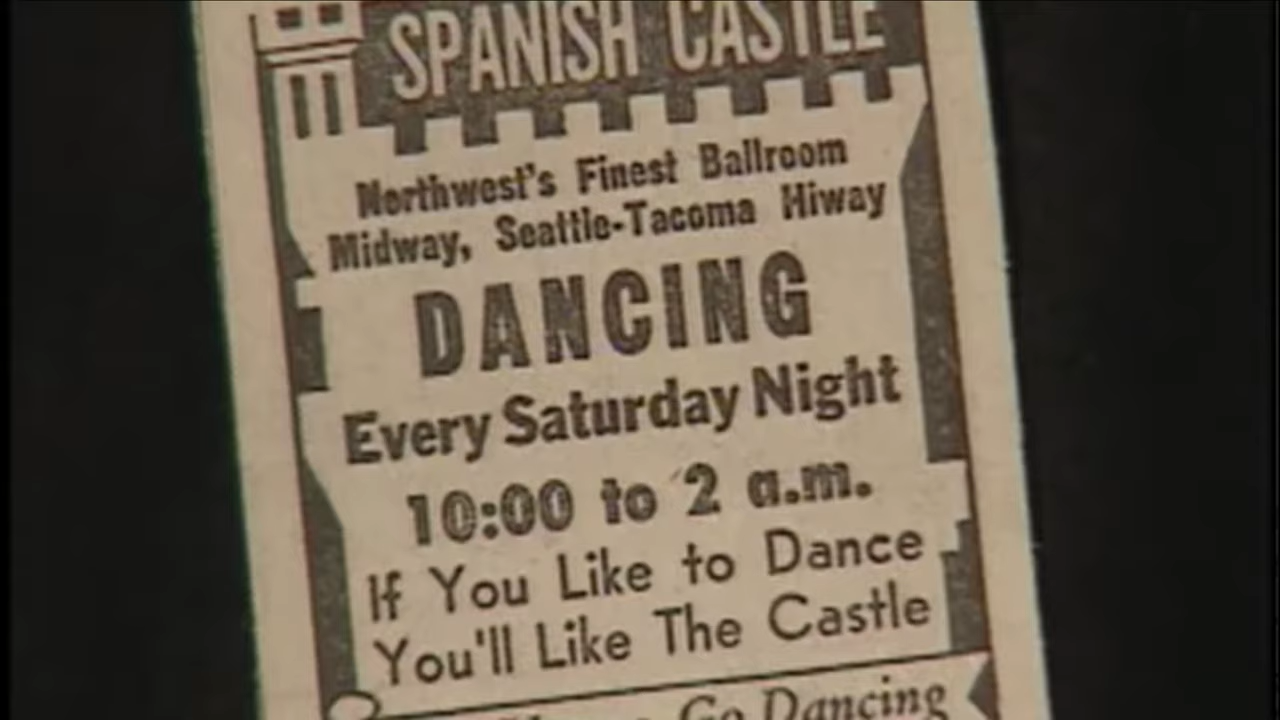 SPANISH CASTLE
Northwest's Finest Ballroom
Midway, Seattle-Tacoma Hiway
DANCING
Every Saturday Night
10:00 to 2 a.m.
If You Like to Dance
You'll Like The Castle
Go Dancing